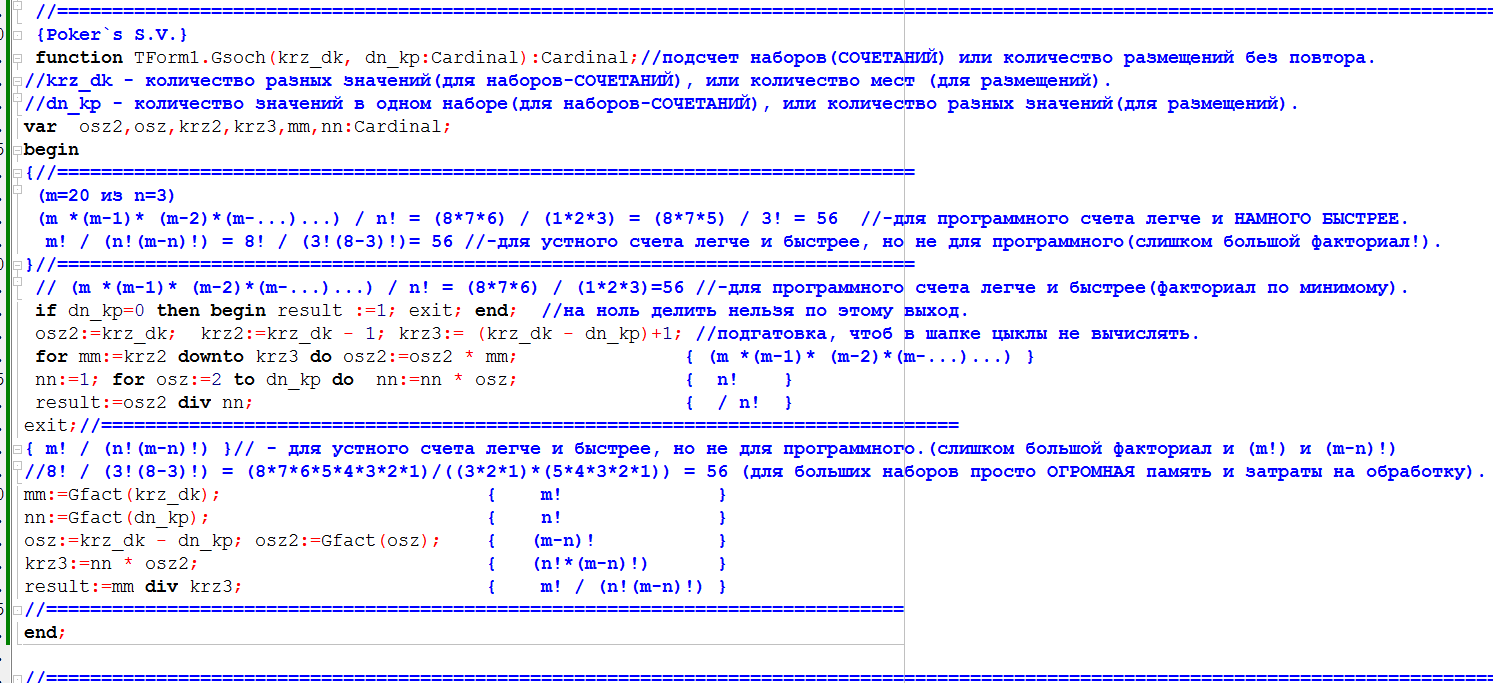 //==============================================================================
{Poker`s S.V.}
function TForm1.Gsoch(krz_dk, dn_kp:Cardinal):Cardinal;//подсчет наборов(СОЧЕТАНИЙ) или количество размещений без повтора.
//krz_dk - количество разных значений(для наборов-СОЧЕТАНИЙ), или количество мест (для размещений).
//dn_kp - количество значений в одном наборе(для наборов-СОЧЕТАНИЙ), или количество разных значений(для размещений).
var  osz2,osz,krz2,krz3,mm,nn:Cardinal;
begin
{//==============================================================================
(m=20 из n=3)
(m *(m-1)* (m-2)*(m-...)...) / n! = (8*7*6) / (1*2*3) = (8*7*5) / 3! = 56  //-для программного счета легче и НАМНОГО БЫСТРЕЕ.
m! / (n!(m-n)!) = 8! / (3!(8-3)!)= 56 //-для устного счета легче и быстрее, но не для программного(слишком большой факториал!).
}//==============================================================================
// (m *(m-1)* (m-2)*(m-...)...) / n! = (8*7*6) / (1*2*3)=56 //-для программного счета легче и быстрее(факториал по минимому).
if dn_kp=0 then begin result :=1; exit; end;  //на ноль делить нельзя по этому выход.
osz2:=krz_dk;  krz2:=krz_dk - 1; krz3:= (krz_dk - dn_kp)+1; //подгатовка, чтоб в шапке цыклы не вычислять.
for mm:=krz2 downto krz3 do osz2:=osz2 * mm;               { (m *(m-1)* (m-2)*(m-...)...) }
nn:=1; for osz:=2 to dn_kp do  nn:=nn * osz;               {  n!    }
result:=osz2 div nn;                                       {  / n!  }
exit;//==============================================================================
{ m! / (n!(m-n)!) }// - для устного счета легче и быстрее, но не для программного.(слишком большой факториал и (m!) и (m-n)!)
//8! / (3!(8-3)!) = (8*7*6*5*4*3*2*1)/((3*2*1)*(5*4*3*2*1)) = 56 (для больших наборов просто ОГРОМНАЯ память и затраты на обработку).
mm:=Gfact(krz_dk);                        {    m!              }
nn:=Gfact(dn_kp);                         {    n!              }
osz:=krz_dk - dn_kp; osz2:=Gfact(osz);    {   (m-n)!           }
krz3:=nn * osz2;                          {   (n!*(m-n)!)      }
result:=mm div krz3;                      {    m! / (n!(m-n)!) }
//==============================================================================
end;
//==============================================================================